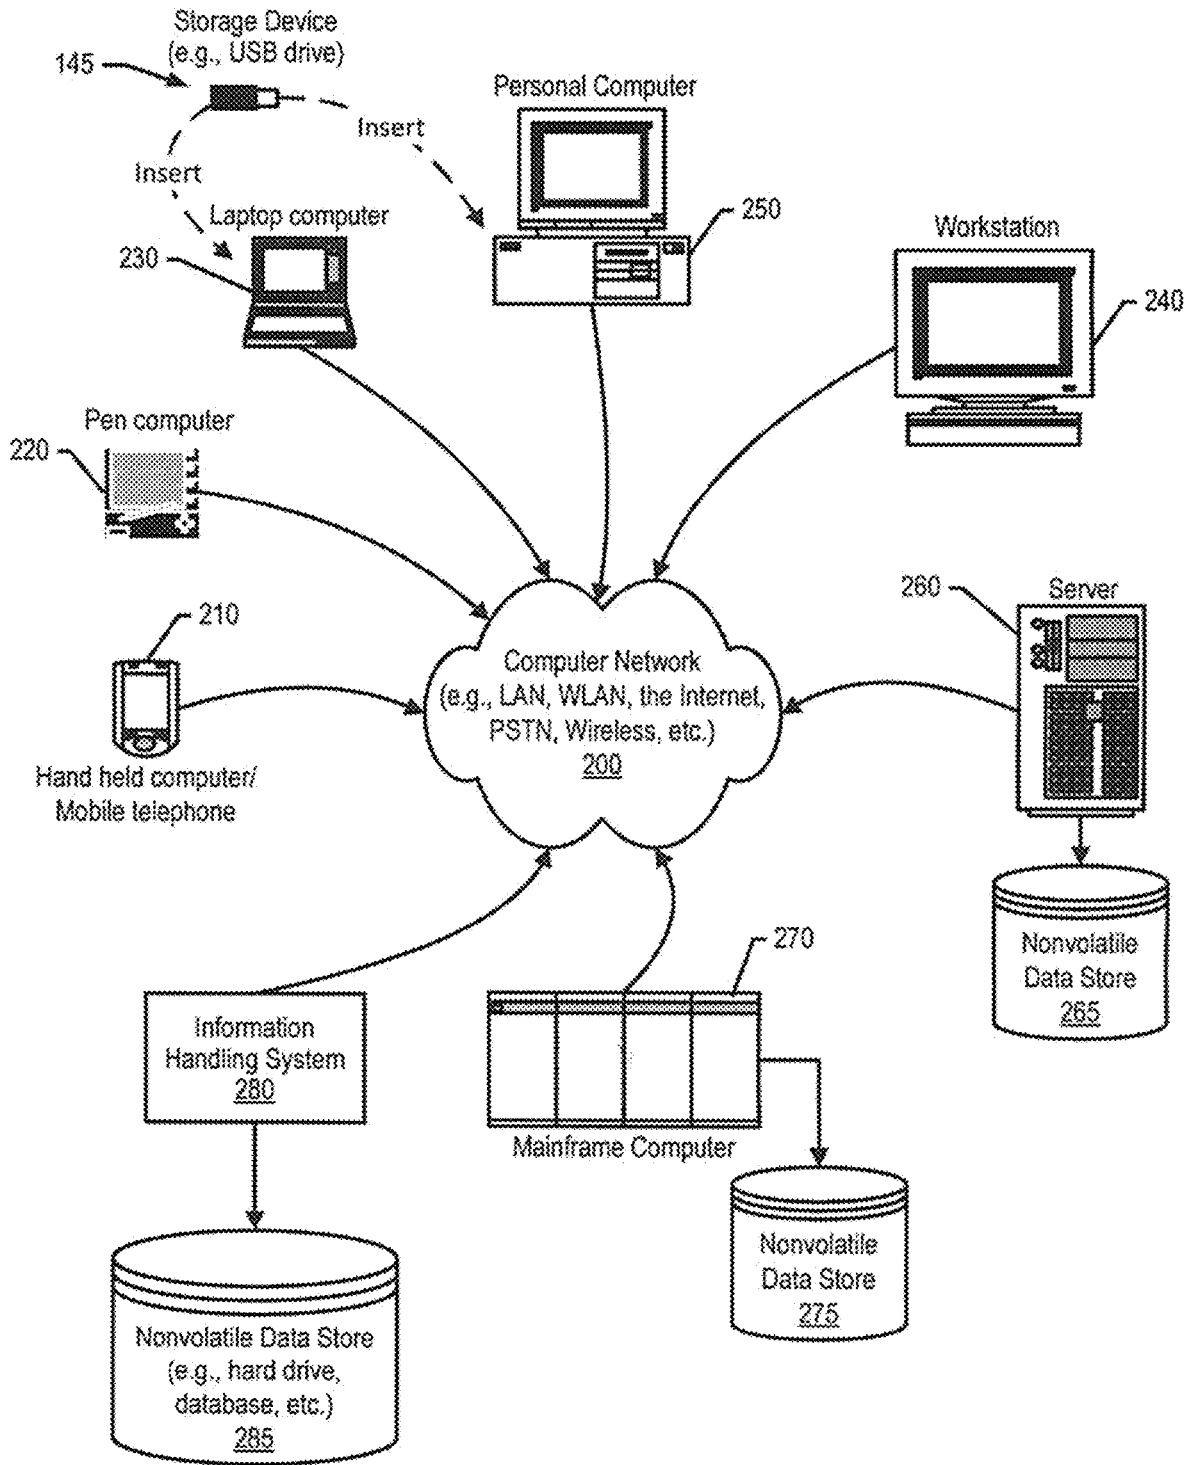 Storage Device
(e.g., USB drive)
145
Insert
Insert
Personal Computer
250
Laptop computer
230
Workstation
240
Pen computer
220
210
Hand held computer/
Mobile telephone
Computer Network
(e.g., LAN, WLAN, the Internet,
PSTN, Wireless, etc.)
200
260
Server
Nonvolatile
Data Store
265
Information
Handling System
280
270
Mainframe Computer
Nonvolatile
Data Store
275
Nonvolatile Data Store
(e.g., hard drive,
database, etc.)
285